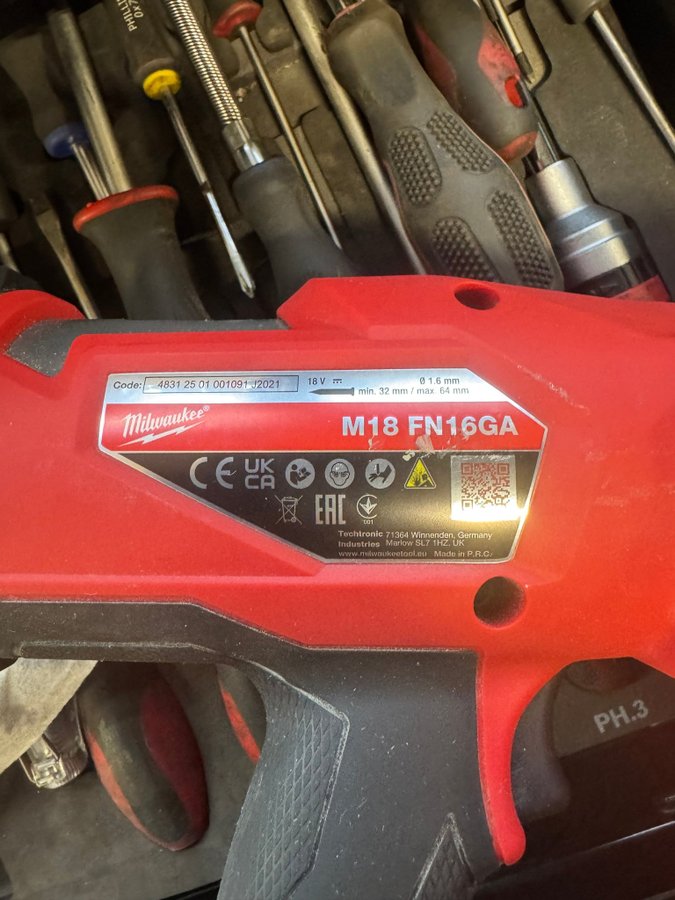 PHILLI
Code: 4831 25 01 001091 J2021
18 V
Ø 1.6 mm
min. 32 mm / max. 64 mm
Milwaukee®
M18 FN16GA
CE UK CA
EAC
001
Techtronic 71364 Winnenden, Germany
Industries Marlow SL7 1HZ, UK
www.milwaukeetool.eu Made in P.R.C.
PH.3